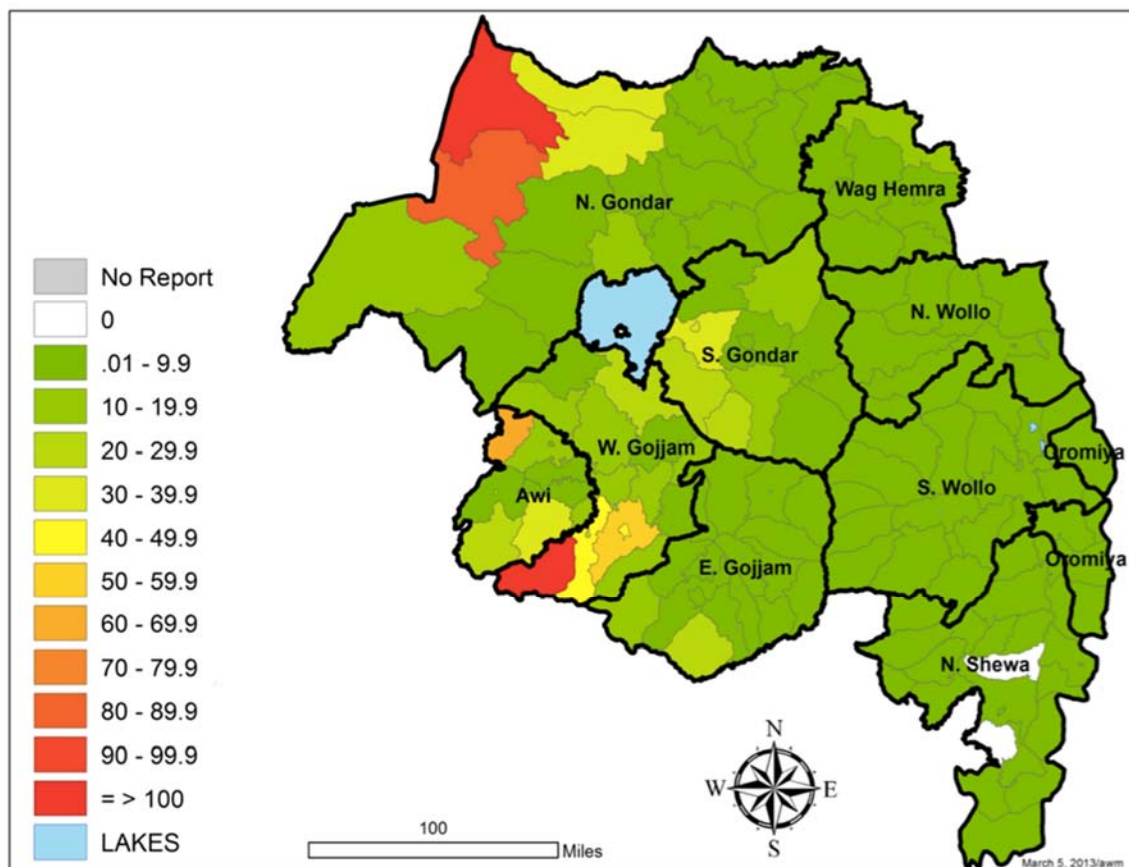 Wag Hemra
N. Gondar
No Report
0
N. Wollo
.01 - 9.9
S. Gondar
10 - 19.9
20 - 29.9
W. Gojjam
Oromiya
30 - 39.9
Awi
S. Wollo
40 - 49.9
Oromiya
50 - 59.9
E. Gojjam
60 - 69.9
70 - 79.9
N. Shewa
80 - 89.9
N
90 - 99.9
W E
= > 100
S
100
LAKES
Miles
March 5, 2013/awm